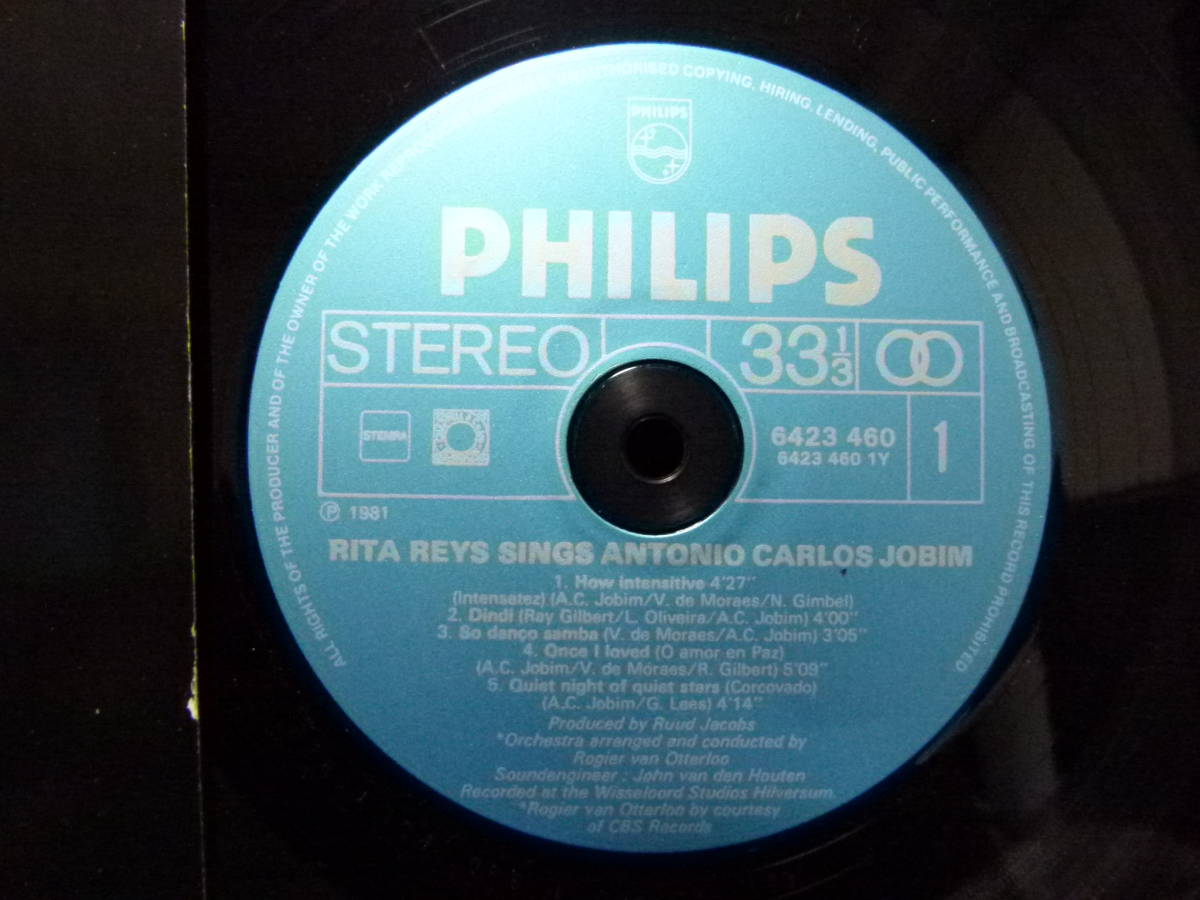 ALL RIGHTS OF THE PRODUCER AND OF THE OWNER OF THE WORK REPRODUCED UNAUTHORISED COPYING, HIRING, LENDING, PUBLIC PERFORMANCE AND BROADCASTING OF THIS RECORD PROHIBITED
PHILIPS
PHILIPS
STEREO 33 1/3
STEMRA
6423 460
6423 460 1Y
1
Ⓟ 1981
RITA REYS SINGS ANTONIO CARLOS JOBIM
1. How intensitive 4'27"
(Intensatez) (A.C. Jobim/V. de Moraes/N. Gimbel)
2. Dindi (Ray Gilbert/L. Oliveira/A.C. Jobim) 4'00"
3. So danço samba (V. de Moraes/A.C. Jobim) 3'05"
4. Once I loved (O amor en Paz)
(A.C. Jobim/V. de Moraes/R. Gilbert) 5'09"
5. Quiet night of quiet sters (Corcovado)
(A.C. Jobim/G. Lees) 4'14"
Produced by Ruud Jacobs
*Orchestra arranged and conducted by
Rogier van Otterloo
Soundengineer : John van den Houten
Recorded at the Wisseloord Studios Hilversum.
*Rogier van Otterloo by courtesy
of CBS Records